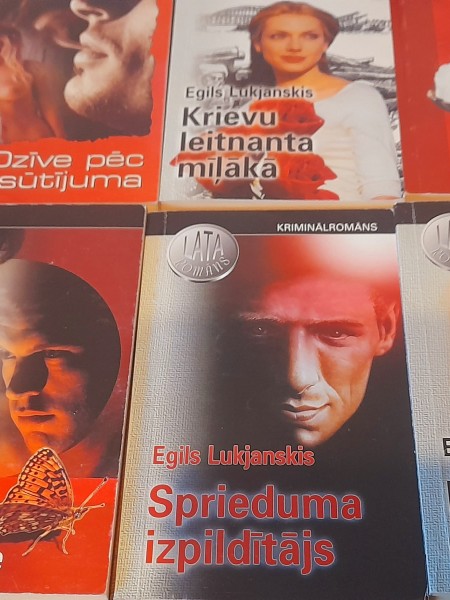 Dzīve pēc
sūtījuma
Egils Lukjanskis
Krievu
leitnanta
mīļākā
LATA
ROMĀNS
KRIMINĀLROMĀNS
Egils Lukjanskis
Sprieduma
izpildītājs
e
E